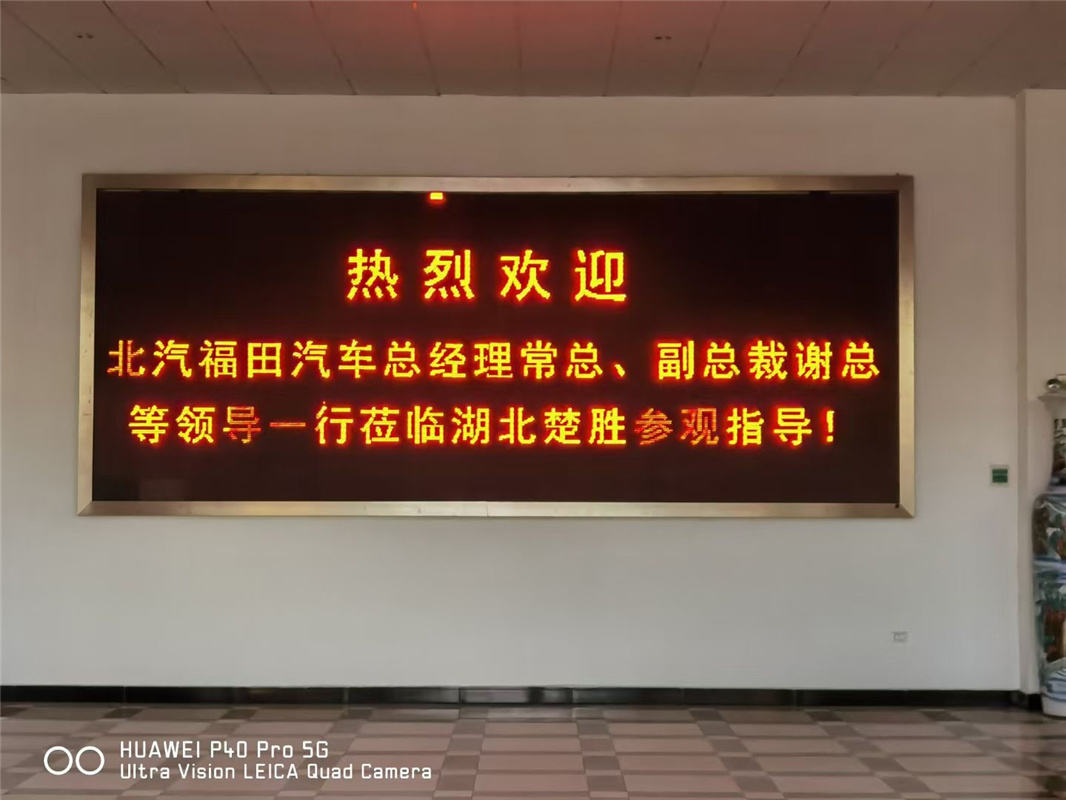 热烈欢迎
北汽福田汽车总经理常总、副总裁谢总
等领导一行莅临湖北楚胜参观指导！
HUAWEI P40 Pro 5G
Ultra Vision LEICA Quad Camera